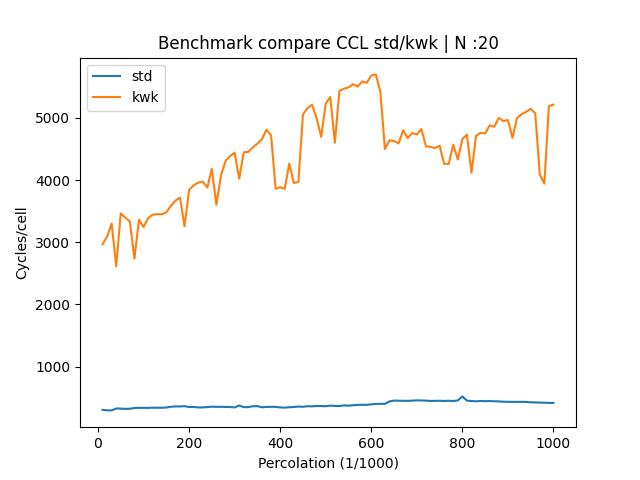 Benchmark compare CCL std/kwk | N :20
std
kwk
Cycles/cell
5000
4000
3000
2000
1000
0
200
400
600
800
1000
Percolation (1/1000)